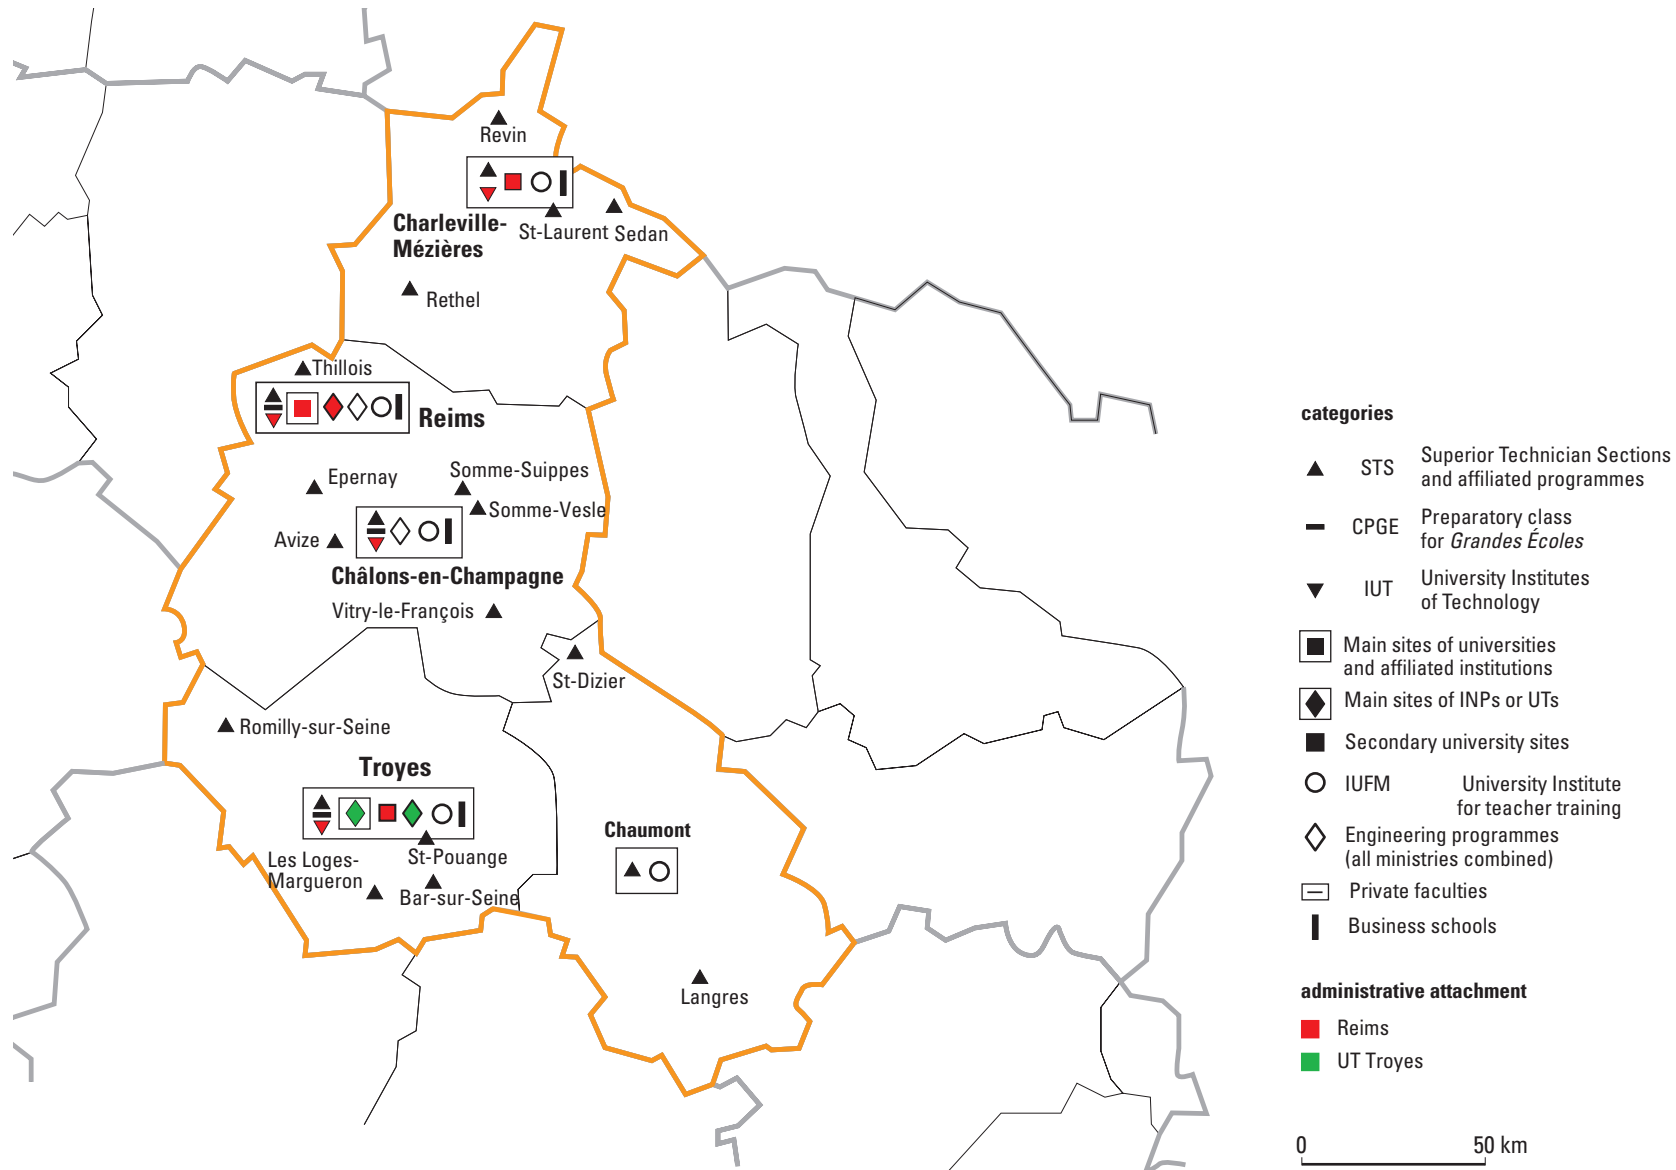 Revin
Charleville-
Mézières
St-Laurent
Sedan
Rethel
Thillois
Reims
Epernay
Somme-Suippes
Somme-Vesle
Avize
Châlons-en-Champagne
Vitry-le-François
St-Dizier
Romilly-sur-Seine
Troyes
St-Pouange
Les Loges-
Margueron
Bar-sur-Seine
Chaumont
Langres
categories
STS Superior Technician Sections
and affiliated programmes
CPGE Preparatory class
for Grandes Écoles
IUT University Institutes
of Technology
Main sites of universities
and affiliated institutions
Main sites of INPs or UTs
Secondary university sites
IUFM University Institute
for teacher training
Engineering programmes
(all ministries combined)
Private faculties
Business schools
administrative attachment
Reims
UT Troyes
0 50 km